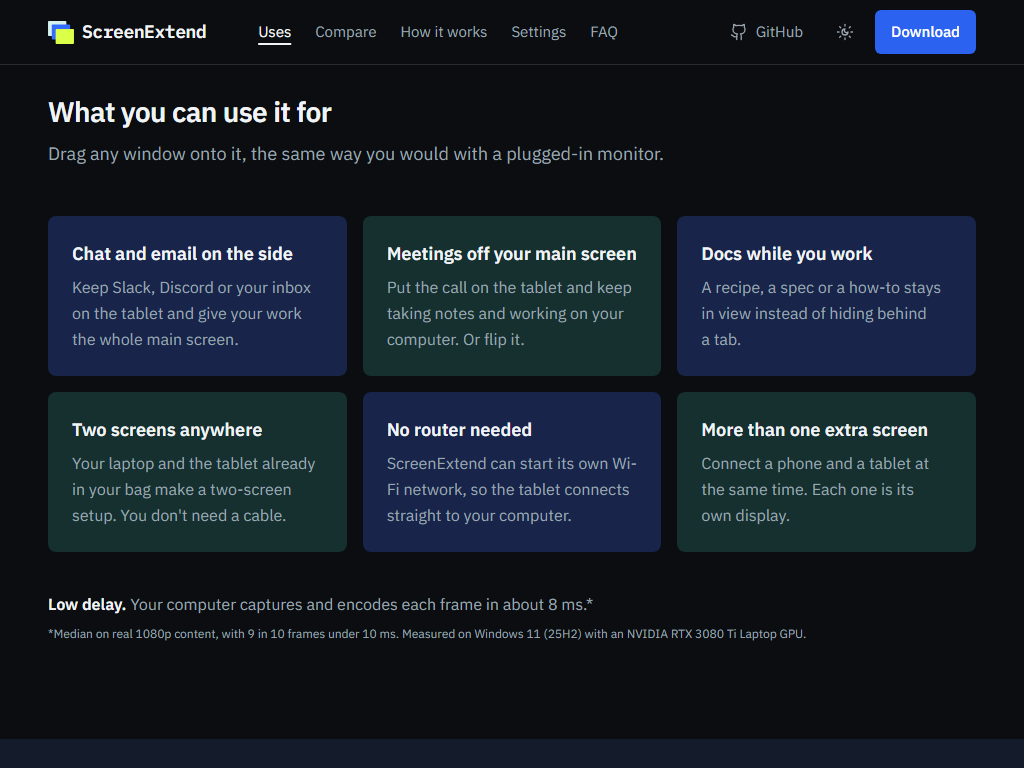 ScreenExtend
Uses
Compare
How it works
Settings
FAQ
GitHub
Download
What you can use it for
Drag any window onto it, the same way you would with a plugged-in monitor.
Chat and email on the side
Keep Slack, Discord or your inbox
on the tablet and give your work
the whole main screen.
Meetings off your main screen
Put the call on the tablet and keep
taking notes and working on your
computer. Or flip it.
Docs while you work
A recipe, a spec or a how-to stays
in view instead of hiding behind
a tab.
Two screens anywhere
Your laptop and the tablet already
in your bag make a two-screen
setup. You don't need a cable.
No router needed
ScreenExtend can start its own Wi-
Fi network, so the tablet connects
straight to your computer.
More than one extra screen
Connect a phone and a tablet at
the same time. Each one is its
own display.
Low delay. Your computer captures and encodes each frame in about 8 ms.*
*Median on real 1080p content, with 9 in 10 frames under 10 ms. Measured on Windows 11 (25H2) with an NVIDIA RTX 3080 Ti Laptop GPU.